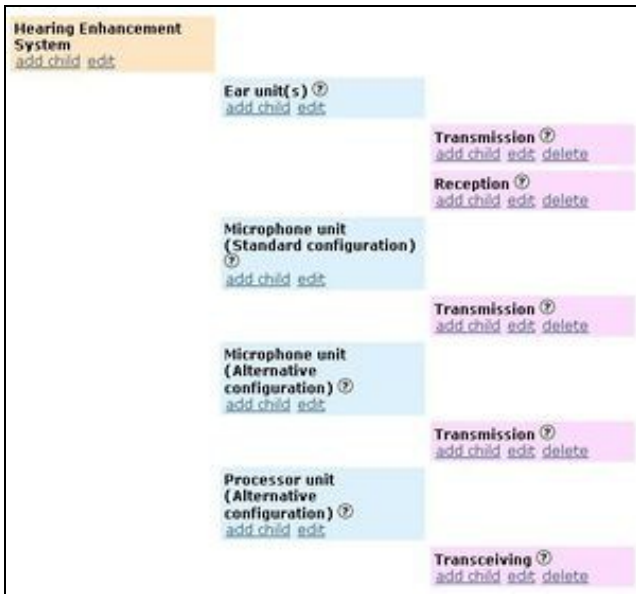 Hearing Enhancement
System
add child edit
Ear unit(s) ?
add child edit
Transmission ?
add child edit delete
Reception ?
add child edit delete
Microphone unit
(Standard configuration)
?
add child edit
Transmission ?
add child edit delete
Microphone unit
(Alternative
configuration) ?
add child edit
Transmission ?
add child edit delete
Processor unit
(Alternative
configuration) ?
add child edit
Transceiving ?
add child edit delete